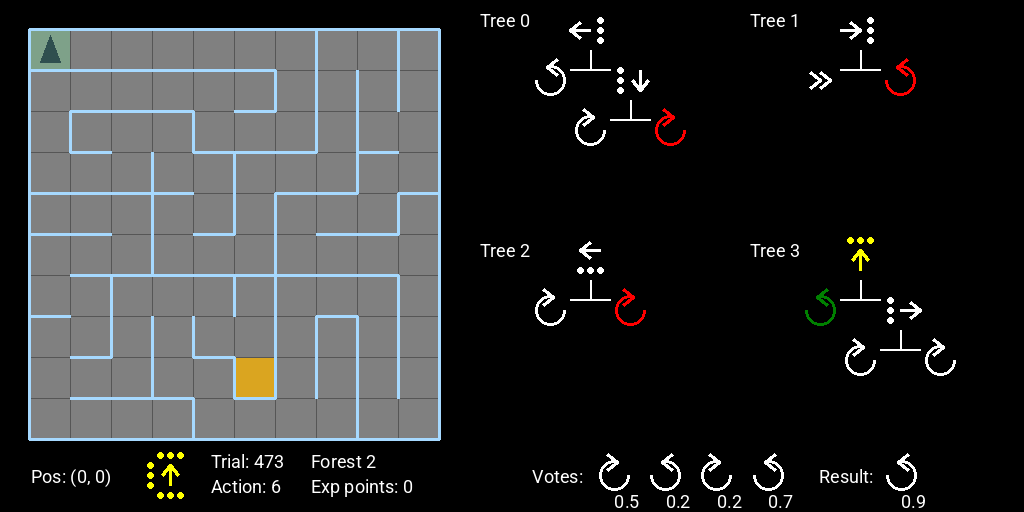 Tree 0
Tree 1
Tree 2
Tree 3
Pos: (0, 0)
Trial: 473
Forest 2
Action: 6
Exp points: 0
Votes:
0.5
0.2
0.2
0.7
Result:
0.9